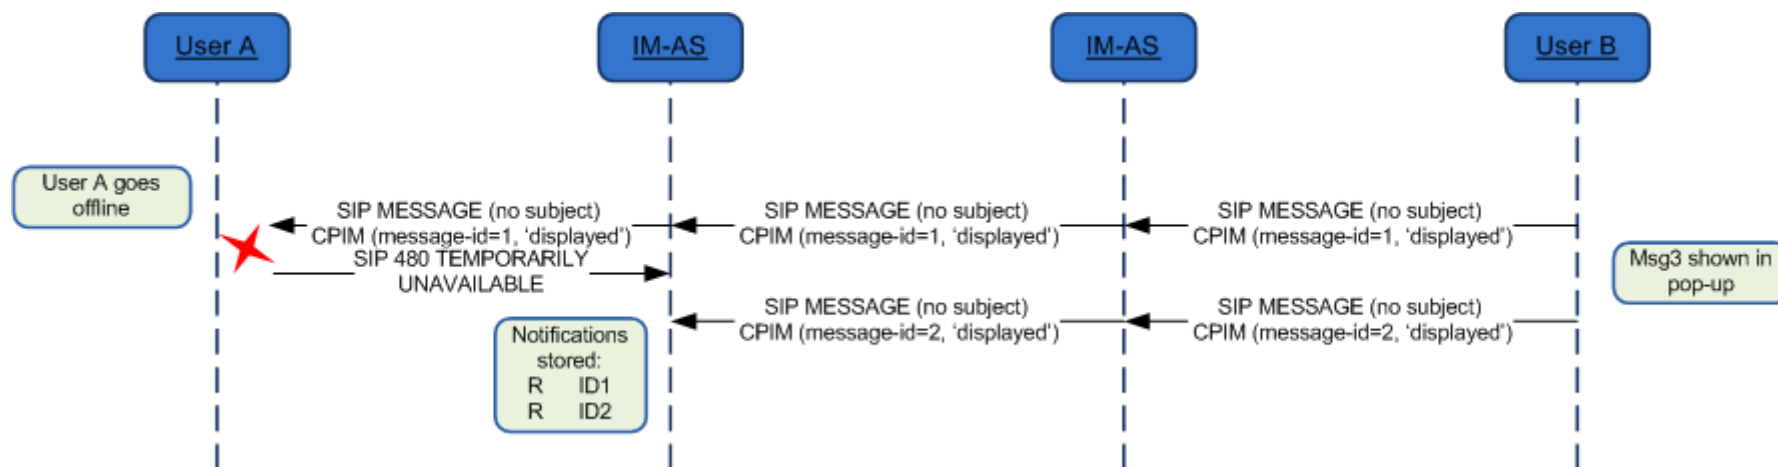 User A
IM-AS
IM-AS
User B
User A goes
offline
SIP MESSAGE (no subject)
CPIM (message-id=1, ‘displayed’)
SIP MESSAGE (no subject)
CPIM (message-id=1, ‘displayed’)
SIP MESSAGE (no subject)
CPIM (message-id=1, ‘displayed’)
SIP 480 TEMPORARILY
UNAVAILABLE
Msg3 shown in
pop-up
SIP MESSAGE (no subject)
CPIM (message-id=2, ‘displayed’)
SIP MESSAGE (no subject)
CPIM (message-id=2, ‘displayed’)
Notifications
stored:
R ID1
R ID2